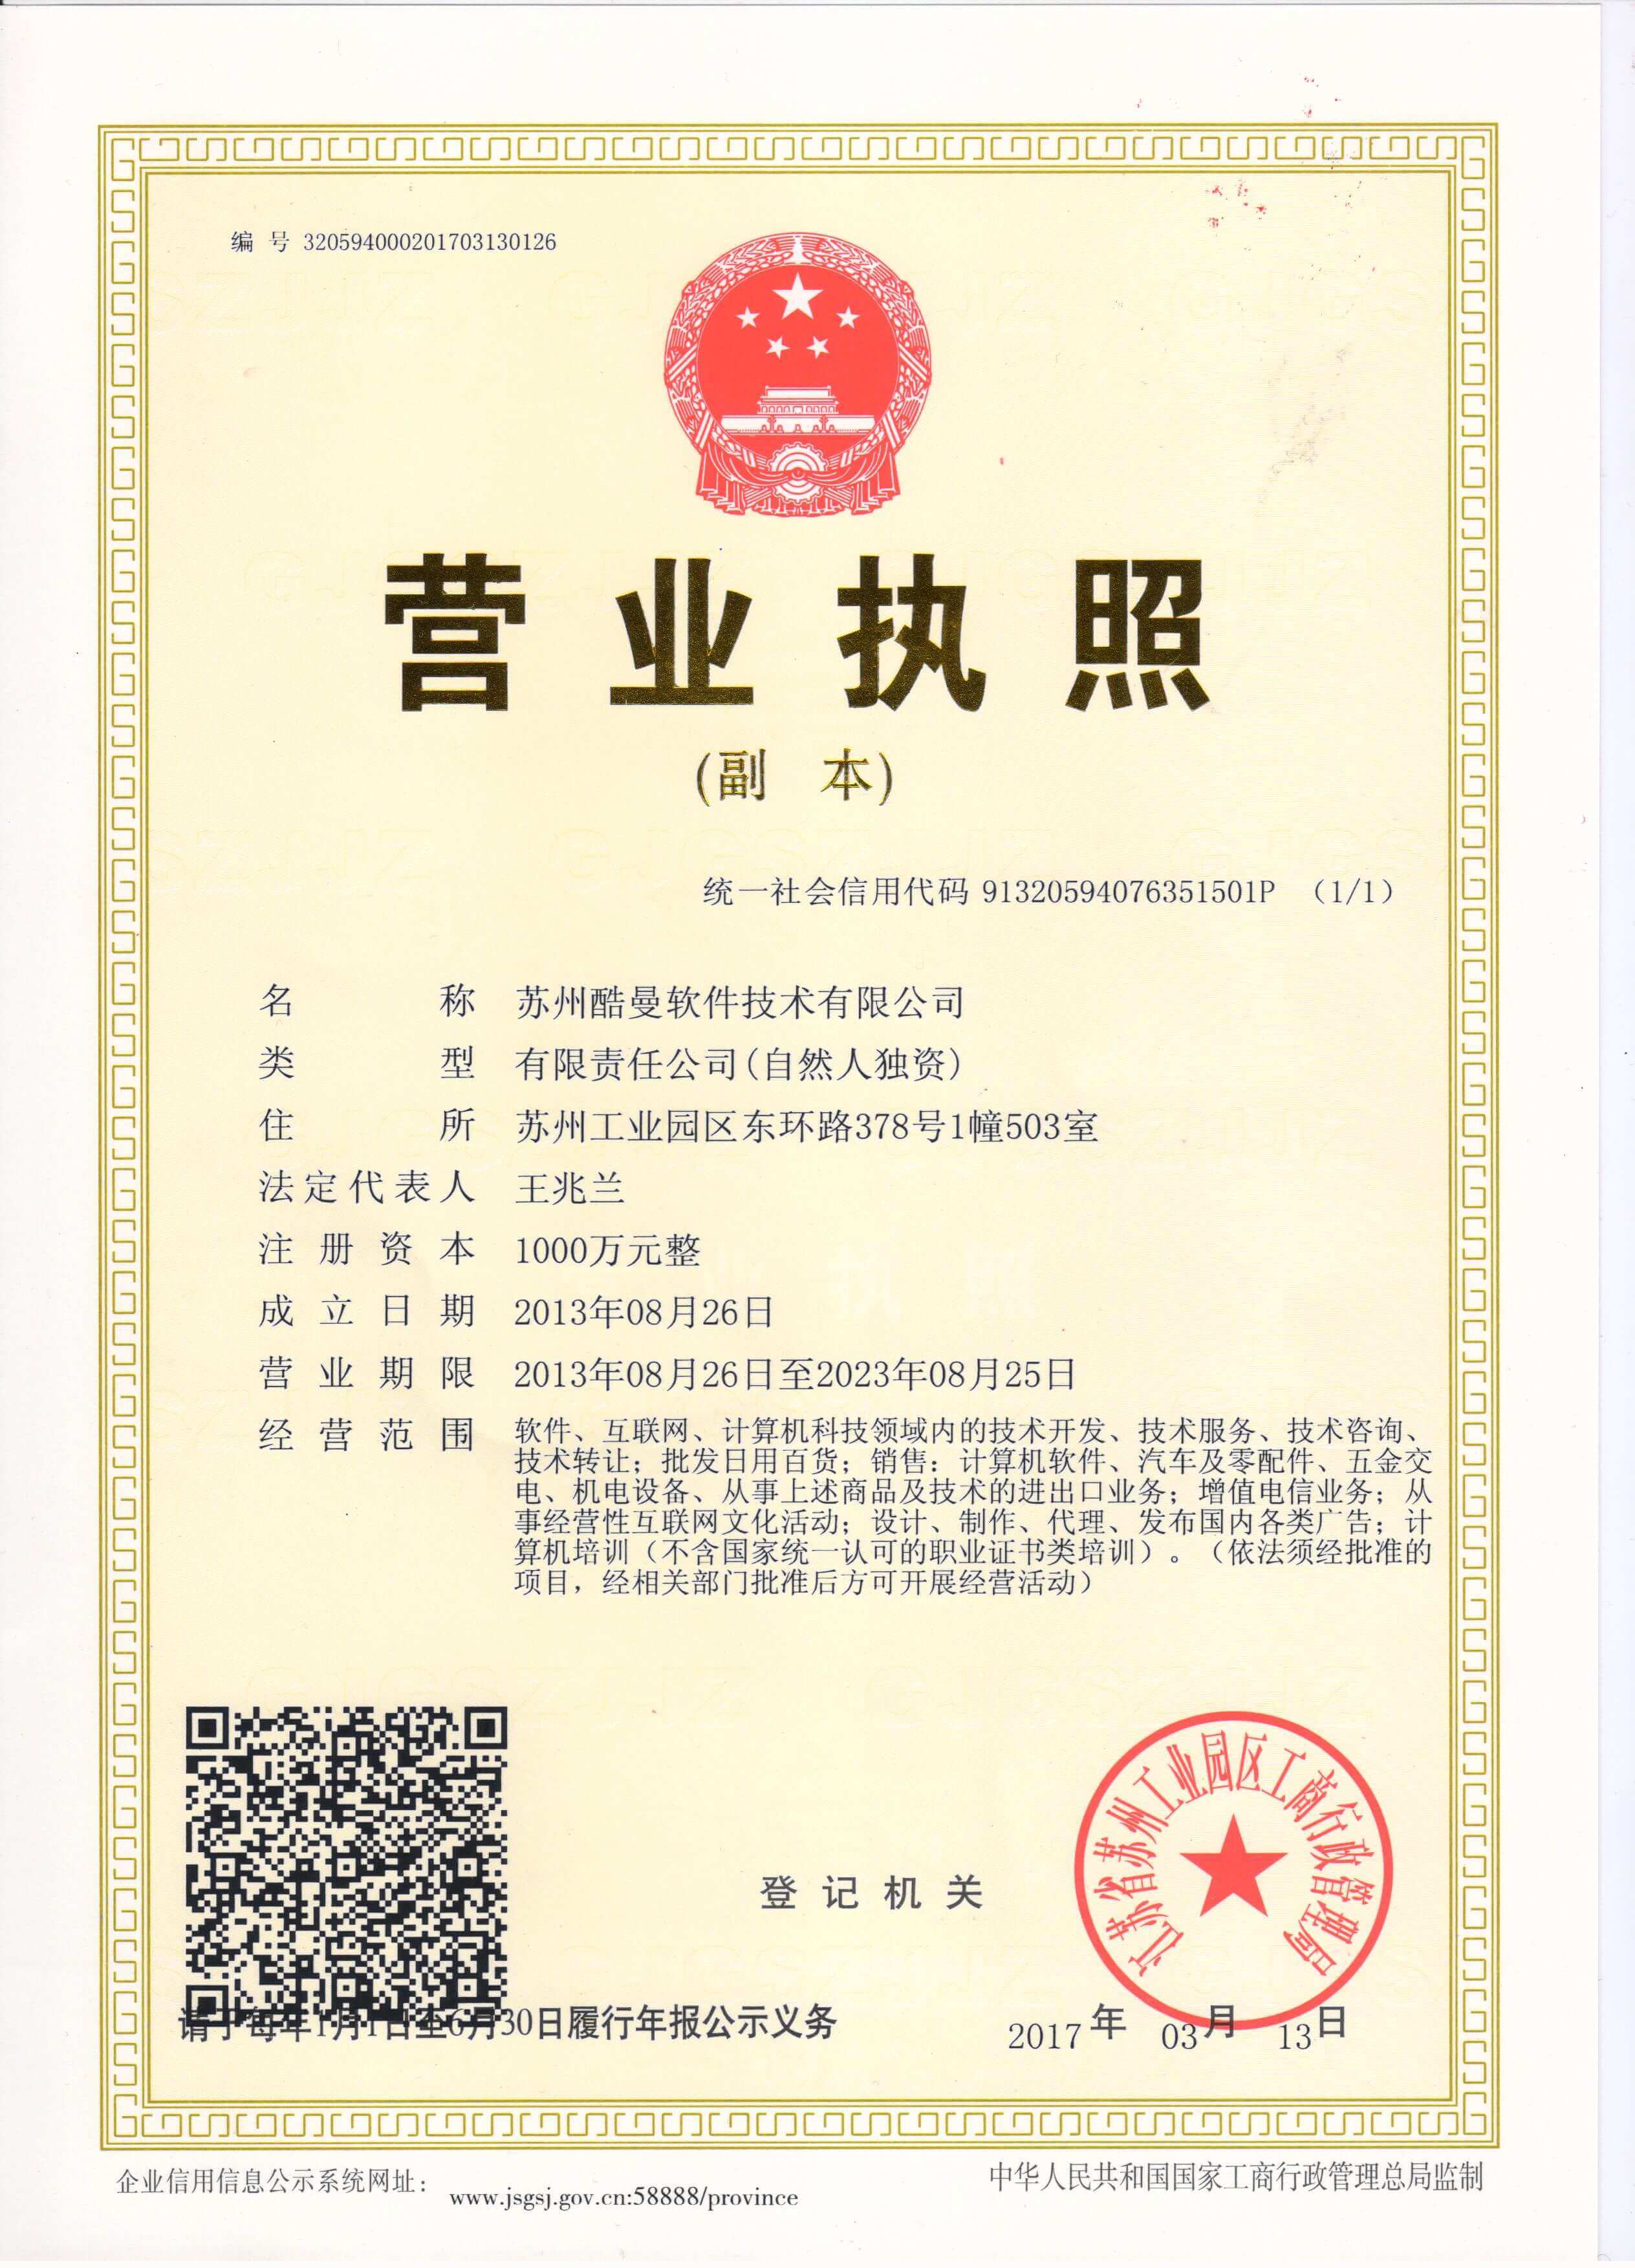 编 号 320594000201703130126
营业执照
(副 本)
统一社会信用代码 91320594076351501P （1/1）
名 称 苏州酷曼软件技术有限公司
类 型 有限责任公司(自然人独资)
住 所 苏州工业园区东环路378号1幢503室
法定代表人 王兆兰
注册资本 1000万元整
成立日期 2013年08月26日
营业期限 2013年08月26日至2023年08月25日
经营范围 软件、互联网、计算机科技领域内的技术开发、技术服务、技术咨询、
技术转让；批发日用百货；销售：计算机软件、汽车及零配件、五金交
电、机电设备、从事上述商品及技术的进出口业务；增值电信业务；从
事经营性互联网文化活动；设计、制作、代理、发布国内各类广告；计
算机培训（不含国家统一认可的职业证书类培训）。（依法须经批准的
项目，经相关部门批准后方可开展经营活动）
江苏省苏州工业园区工商行政管理局
登记机关
请于每年1月1日至6月30日履行年报公示义务
2017年 03月 13日
企业信用信息公示系统网址： www.jsgsj.gov.cn:58888/province
中华人民共和国国家工商行政管理总局监制